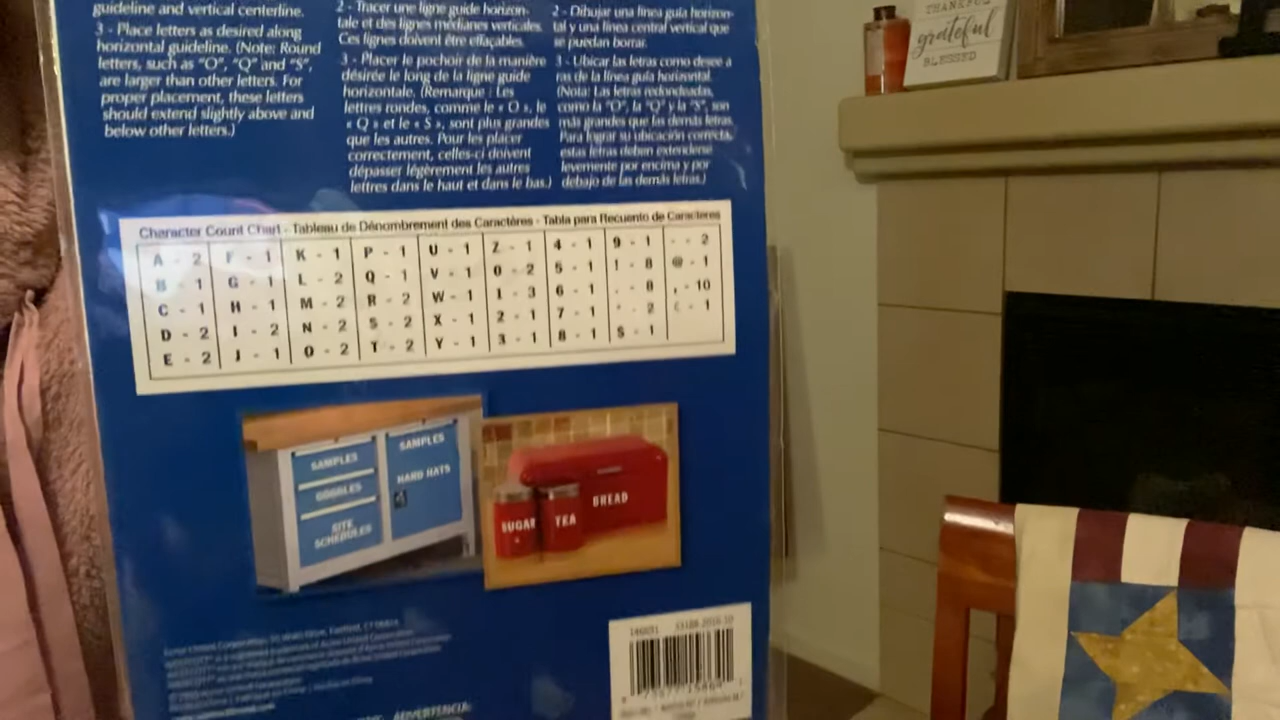 guideline and vertical centerline.
3 - Place letters as desired along
horizontal guideline. (Note: Round
letters, such as "O", "Q" and "S",
are larger than other letters. For
proper placement, these letters
should extend slightly above and
below other letters.)
2 - Tracer une ligne guide horizon-
tale et des lignes médianes verticales.
Ces lignes doivent être effaçables.
3 - Placer le pochoir de la manière
désirée le long de la ligne guide
horizontale. (Remarque : Les
lettres rondes, comme le « O », le
« Q » et le « S », sont plus grandes
que les autres. Pour les placer
correctement, celles-ci doivent
dépasser légèrement les autres
lettres dans le haut et dans le bas.)
2 - Dibujar una línea guía horizon-
tal y una línea central vertical que
se puedan borrar.
3 - Ubicar las letras como desee a
ras de la línea guía horizontal.
(Nota: Las letras redondeadas,
como la "O", la "Q" y la "S", son
más grandes que las demás letras.
Para lograr su ubicación correcta,
estas letras deben extenderse
levemente por encima y por
debajo de las demás letras.)
Character Count Chart - Tableau de Dénombrement des Caractères - Tabla para Recuento de Caracteres
A - 2 F - 1 K - 1 P - 1 U - 1 Z - 1 4 - 1 9 - 1 - - 2
B - 1 G - 1 L - 2 Q - 1 V - 1 0 - 2 5 - 1 ! - 8 @ - 1
C - 1 H - 1 M - 2 R - 2 W - 1 1 - 3 6 - 1 . - 8 , - 10
D - 2 I - 2 N - 2 S - 2 X - 1 2 - 1 7 - 1 - 2 - 1
E - 2 J - 1 O - 2 T - 2 Y - 1 3 - 1 8 - 1 $ - 1
SAMPLES
GOGGLES
SITE
SCHEDULES
SAMPLES
HARD HATS
SUGAR
TEA
BREAD
ADVERTENCIA:
THANKFUL
grateful
BLESSED